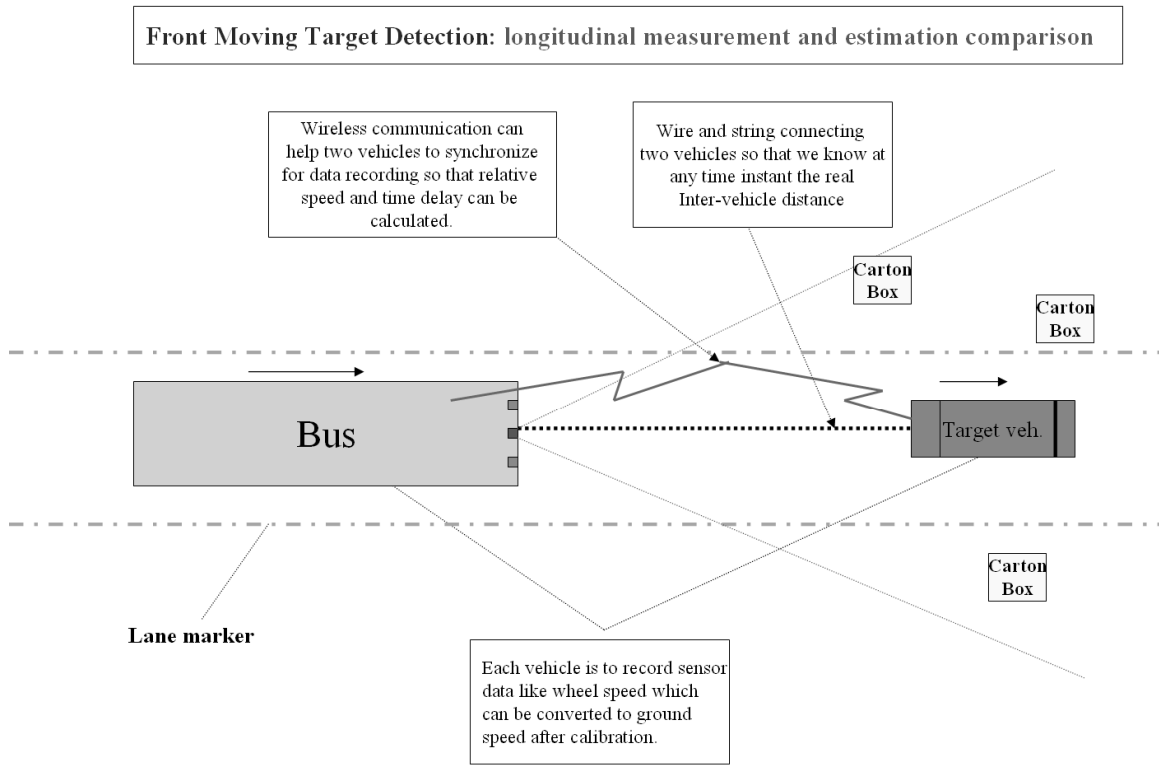 Front Moving Target Detection: longitudinal measurement and estimation comparison
Wireless communication can
help two vehicles to synchronize
for data recording so that relative
speed and time delay can be
calculated.
Wire and string connecting
two vehicles so that we know at
any time instant the real
Inter-vehicle distance
Carton
Box
Carton
Box
Bus
Target veh.
Carton
Box
Lane marker
Each vehicle is to record sensor
data like wheel speed which
can be converted to ground
speed after calibration.